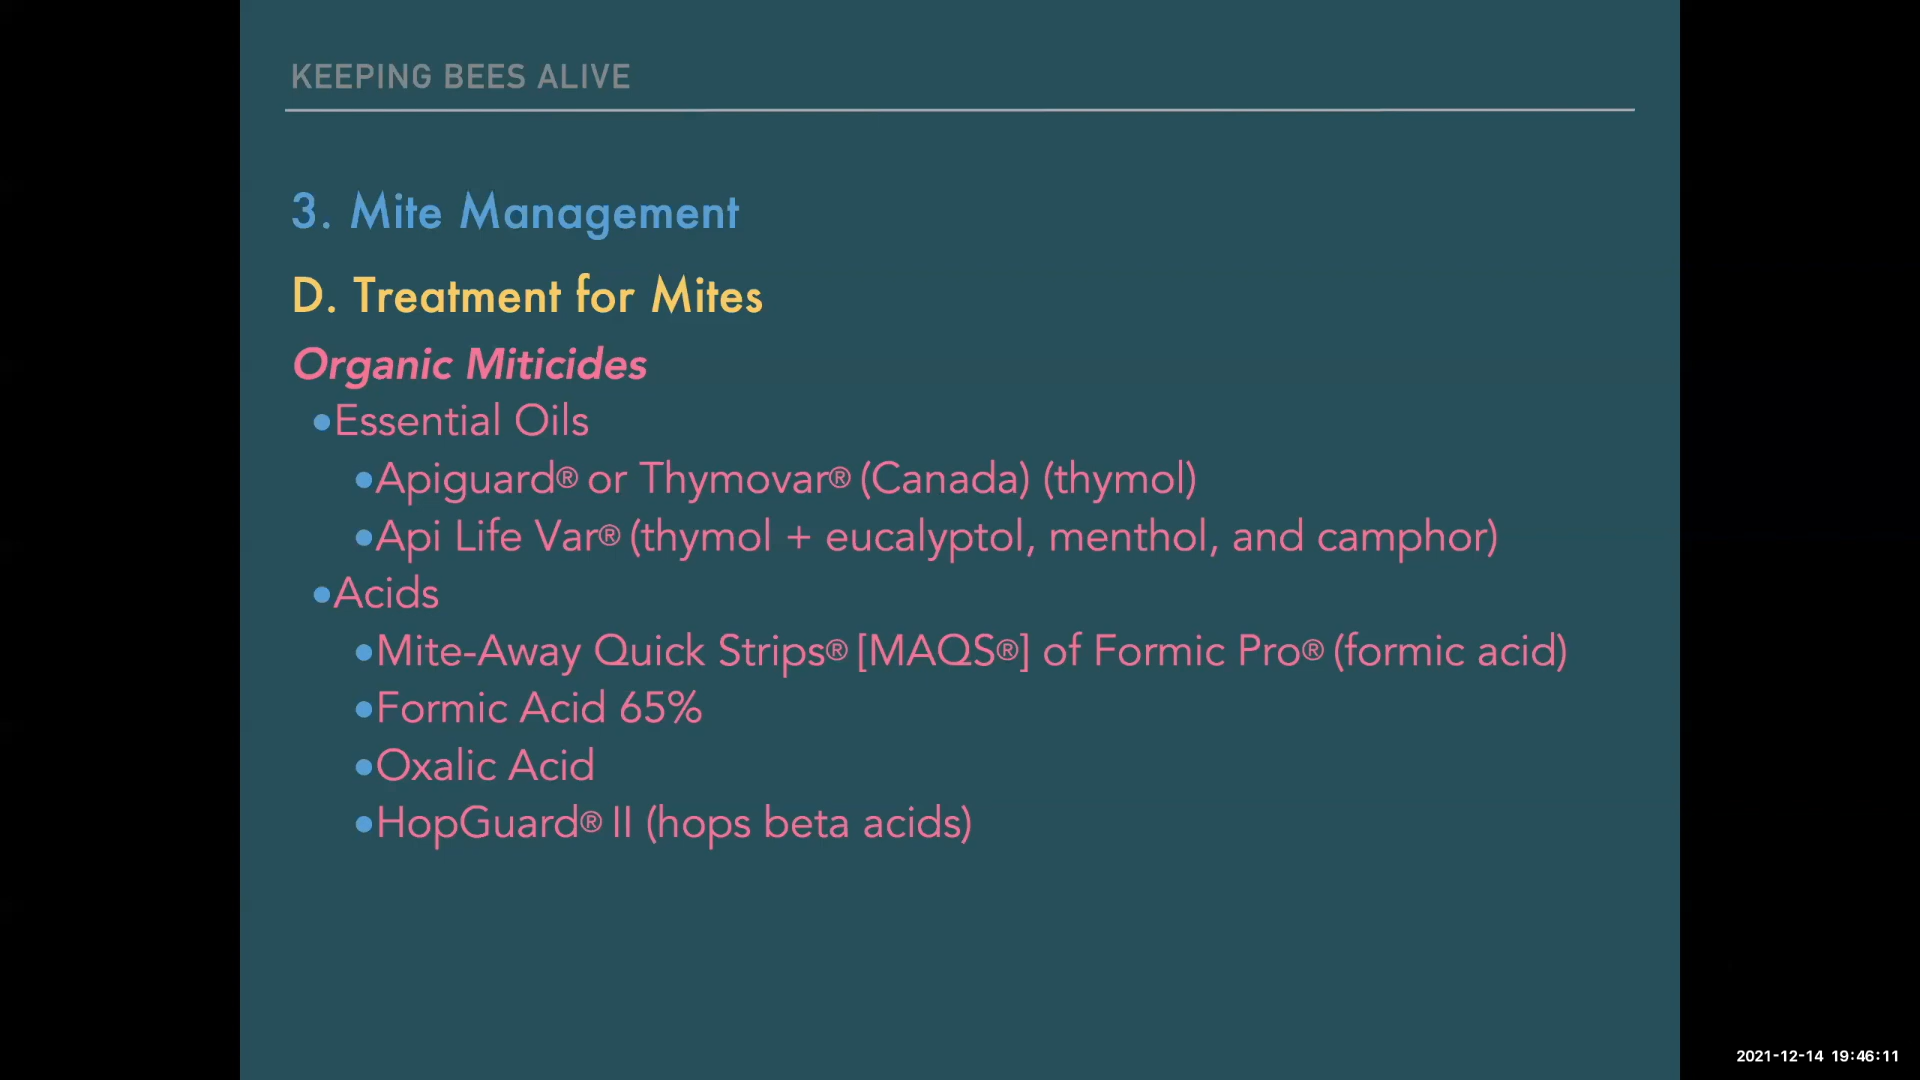 KEEPING BEES ALIVE
3. Mite Management
D. Treatment for Mites
Organic Miticides
•Essential Oils
•Apiguard® or Thymovar® (Canada) (thymol)
•Api Life Var® (thymol + eucalyptol, menthol, and camphor)
•Acids
•Mite-Away Quick Strips® [MAQS®] of Formic Pro® (formic acid)
•Formic Acid 65%
•Oxalic Acid
•HopGuard® II (hops beta acids)
2021-12-14 19:46:11